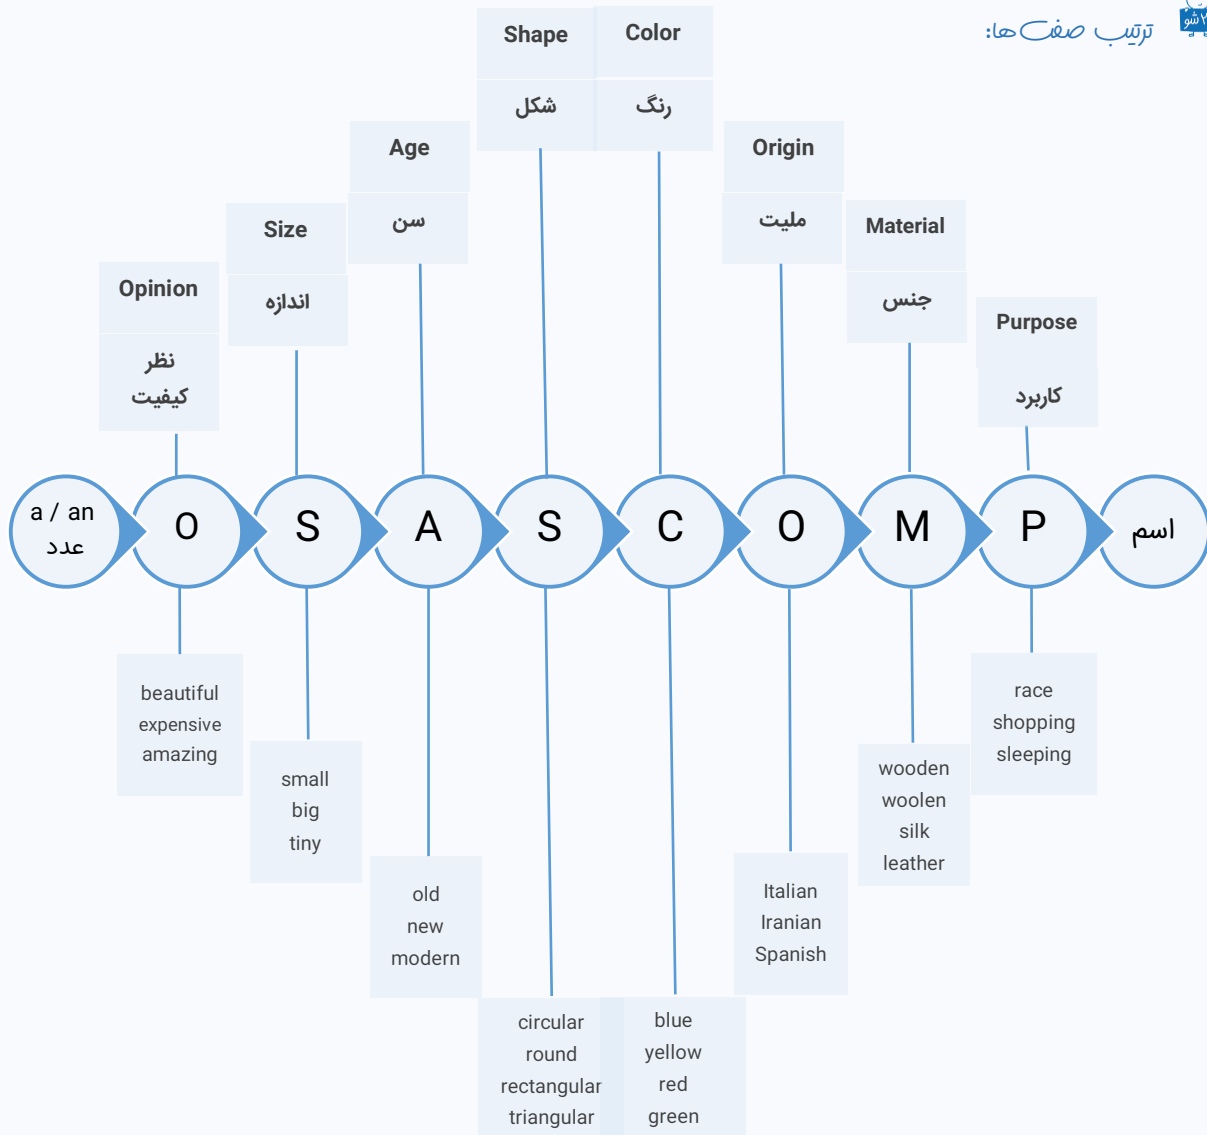 ترتیب صفت ها:
Shape
شکل
Color
رنگ
Age
سن
Origin
ملیت
Size
اندازه
Material
جنس
Opinion
نظر
کیفیت
Purpose
کاربرد
a / an
عدد
O
S
A
S
C
O
M
P
اسم
beautiful
expensive
amazing
small
big
tiny
old
new
modern
circular
round
rectangular
triangular
blue
yellow
red
green
Italian
Iranian
Spanish
wooden
woolen
silk
leather
race
shopping
sleeping